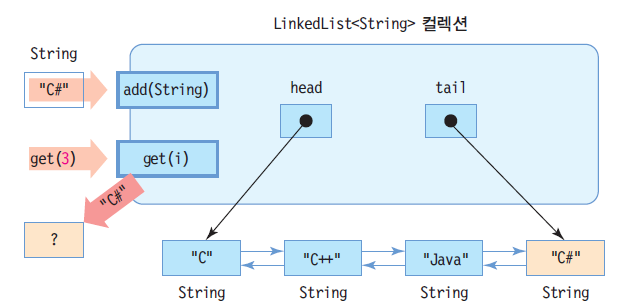 LinkedList<String> 컬렉션
String
"C#"
add(String)
head
tail
get(3)
get(i)
"C#"
?
"C"
"C++"
"Java"
"C#"
String
String
String
String